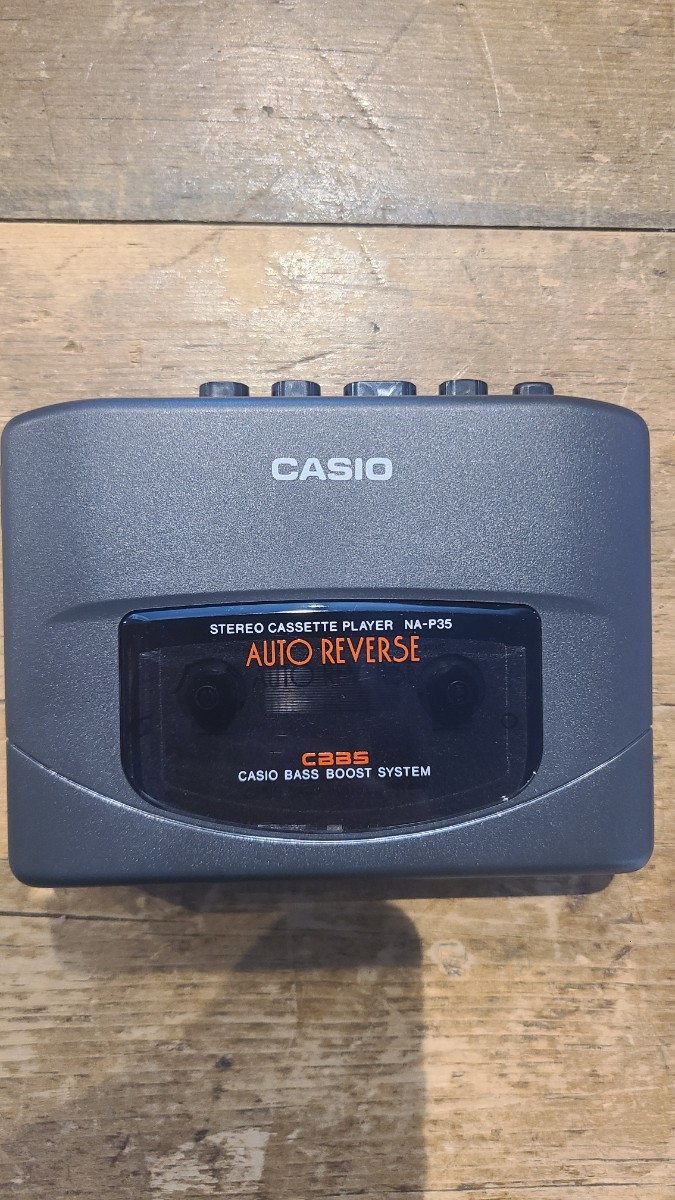 CASIO
STEREO CASSETTE PLAYER NA-P35
AUTO REVERSE
CBBS
CASIO BASS BOOST SYSTEM